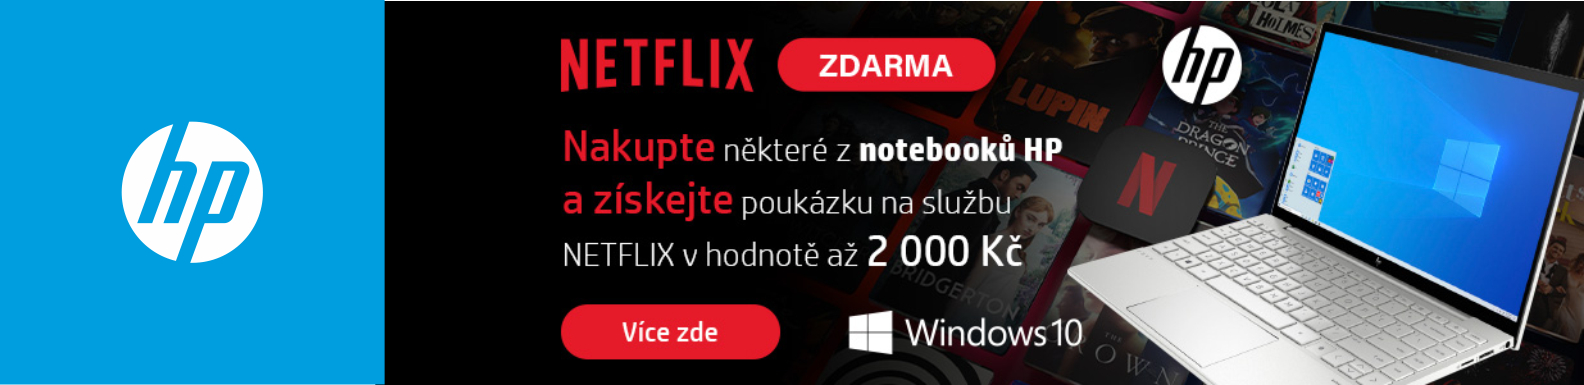 hp
NETFLIX ZDARMA
hp
Nakupte některé z notebooků HP
a získejte poukázku na službu
NETFLIX v hodnotě až 2 000 Kč
Více zde
Windows 10
HOLMES
LUPIN
THE
DRAGON
PRINCE
N
BRIDGERTON
THE